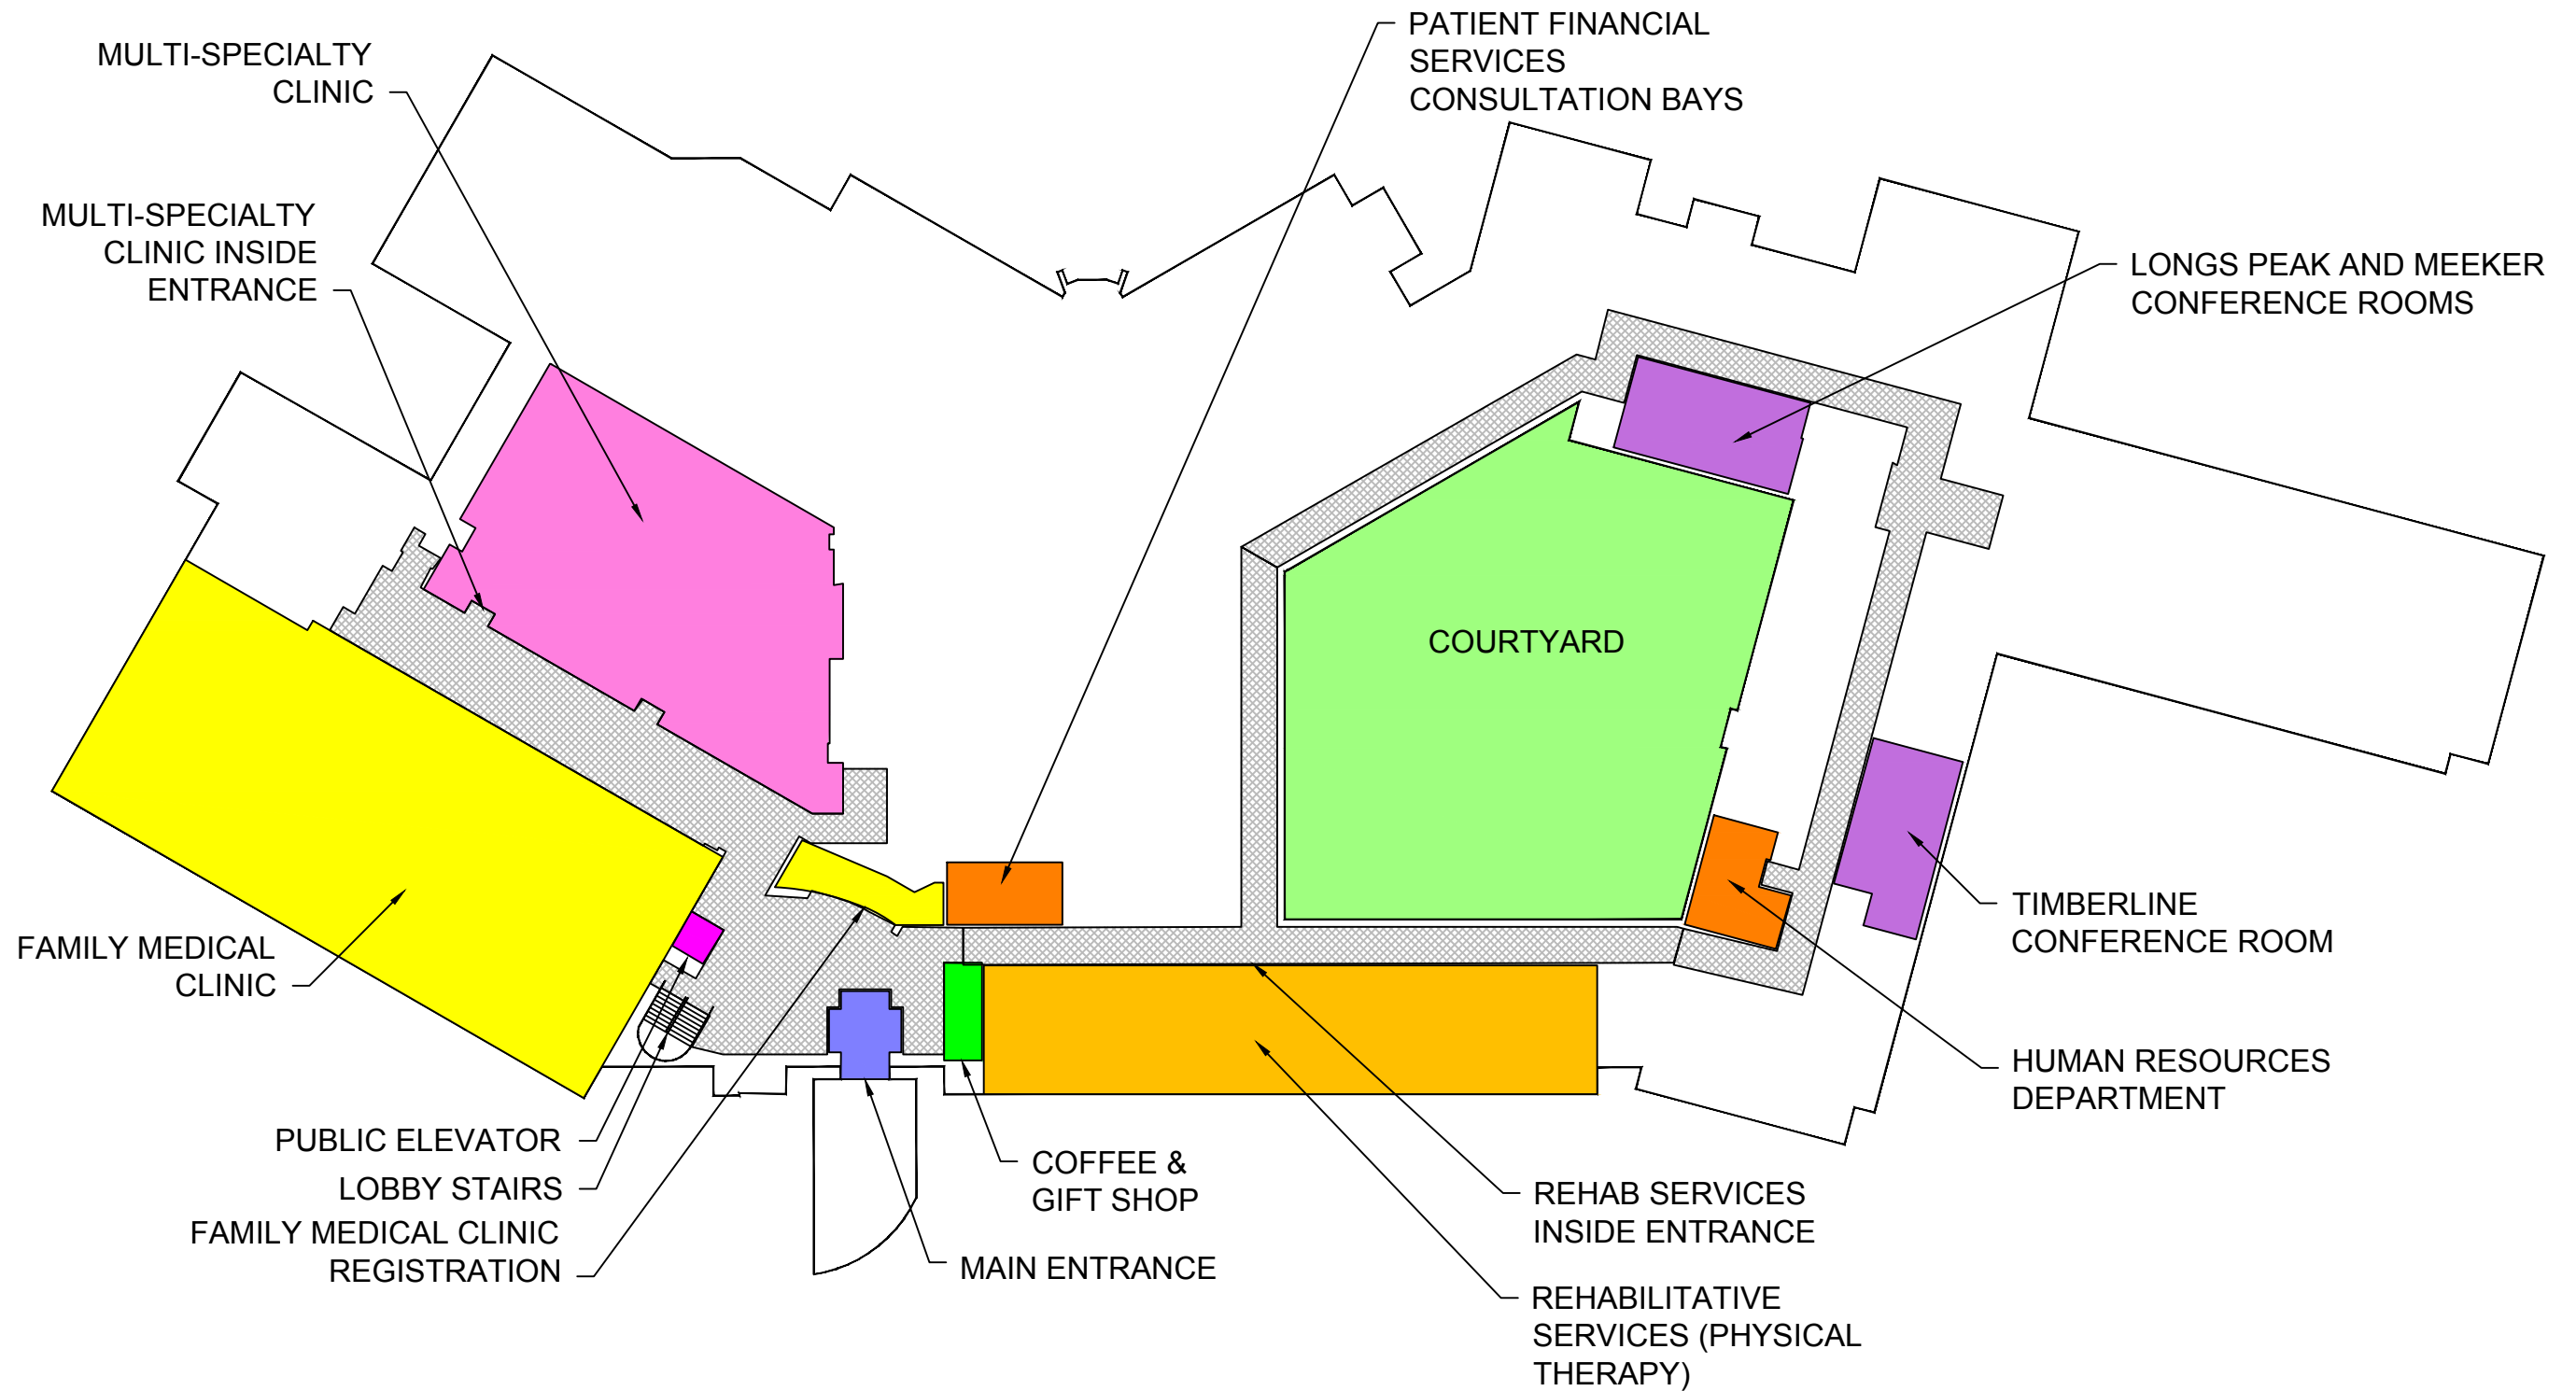 PATIENT FINANCIAL
SERVICES
CONSULTATION BAYS
MULTI-SPECIALTY
CLINIC
MULTI-SPECIALTY
CLINIC INSIDE
ENTRANCE
LONGS PEAK AND MEEKER
CONFERENCE ROOMS
COURTYARD
TIMBERLINE
CONFERENCE ROOM
FAMILY MEDICAL
CLINIC
HUMAN RESOURCES
DEPARTMENT
PUBLIC ELEVATOR
LOBBY STAIRS
FAMILY MEDICAL CLINIC
REGISTRATION
COFFEE &
GIFT SHOP
MAIN ENTRANCE
REHAB SERVICES
INSIDE ENTRANCE
REHABILITATIVE
SERVICES (PHYSICAL
THERAPY)